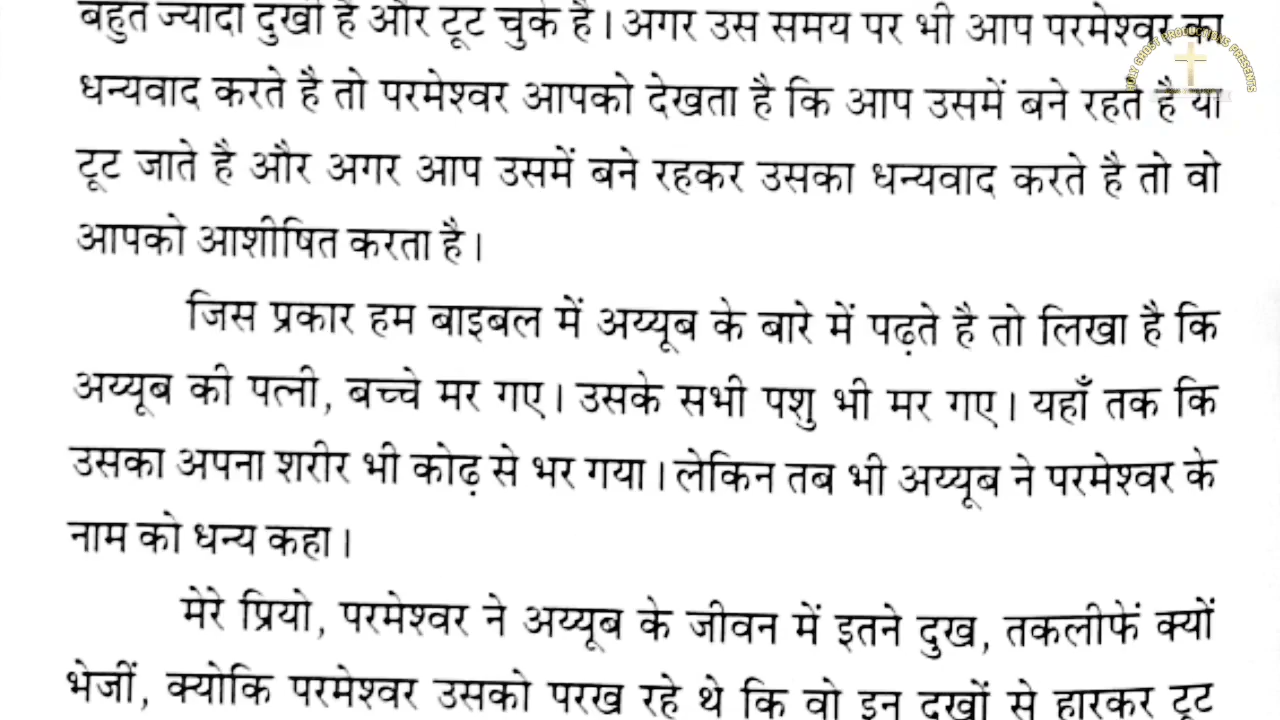 बहुत ज्यादा दुखी है और टूट चुके है। अगर उस समय पर भी आप परमेश्वर का
धन्यवाद करते है तो परमेश्वर आपको देखता है कि आप उसमें बने रहते है या
टूट जाते है और अगर आप उसमें बने रहकर उसका धन्यवाद करते है तो वो
आपको आशीषित करता है।
जिस प्रकार हम बाइबल में अय्यूब के बारे में पढ़ते है तो लिखा है कि
अय्यूब की पत्नी, बच्चे मर गए। उसके सभी पशु भी मर गए। यहाँ तक कि
उसका अपना शरीर भी कोढ़ से भर गया। लेकिन तब भी अय्यूब ने परमेश्वर के
नाम को धन्य कहा।
मेरे प्रियो, परमेश्वर ने अय्यूब के जीवन में इतने दुख, तकलीफें क्यों
भेजीं, क्योकि परमेश्वर उसको परख रहे थे कि वो इन दुखों से हारकर टूट
GHOST PRODUCTIONS PRESENTS